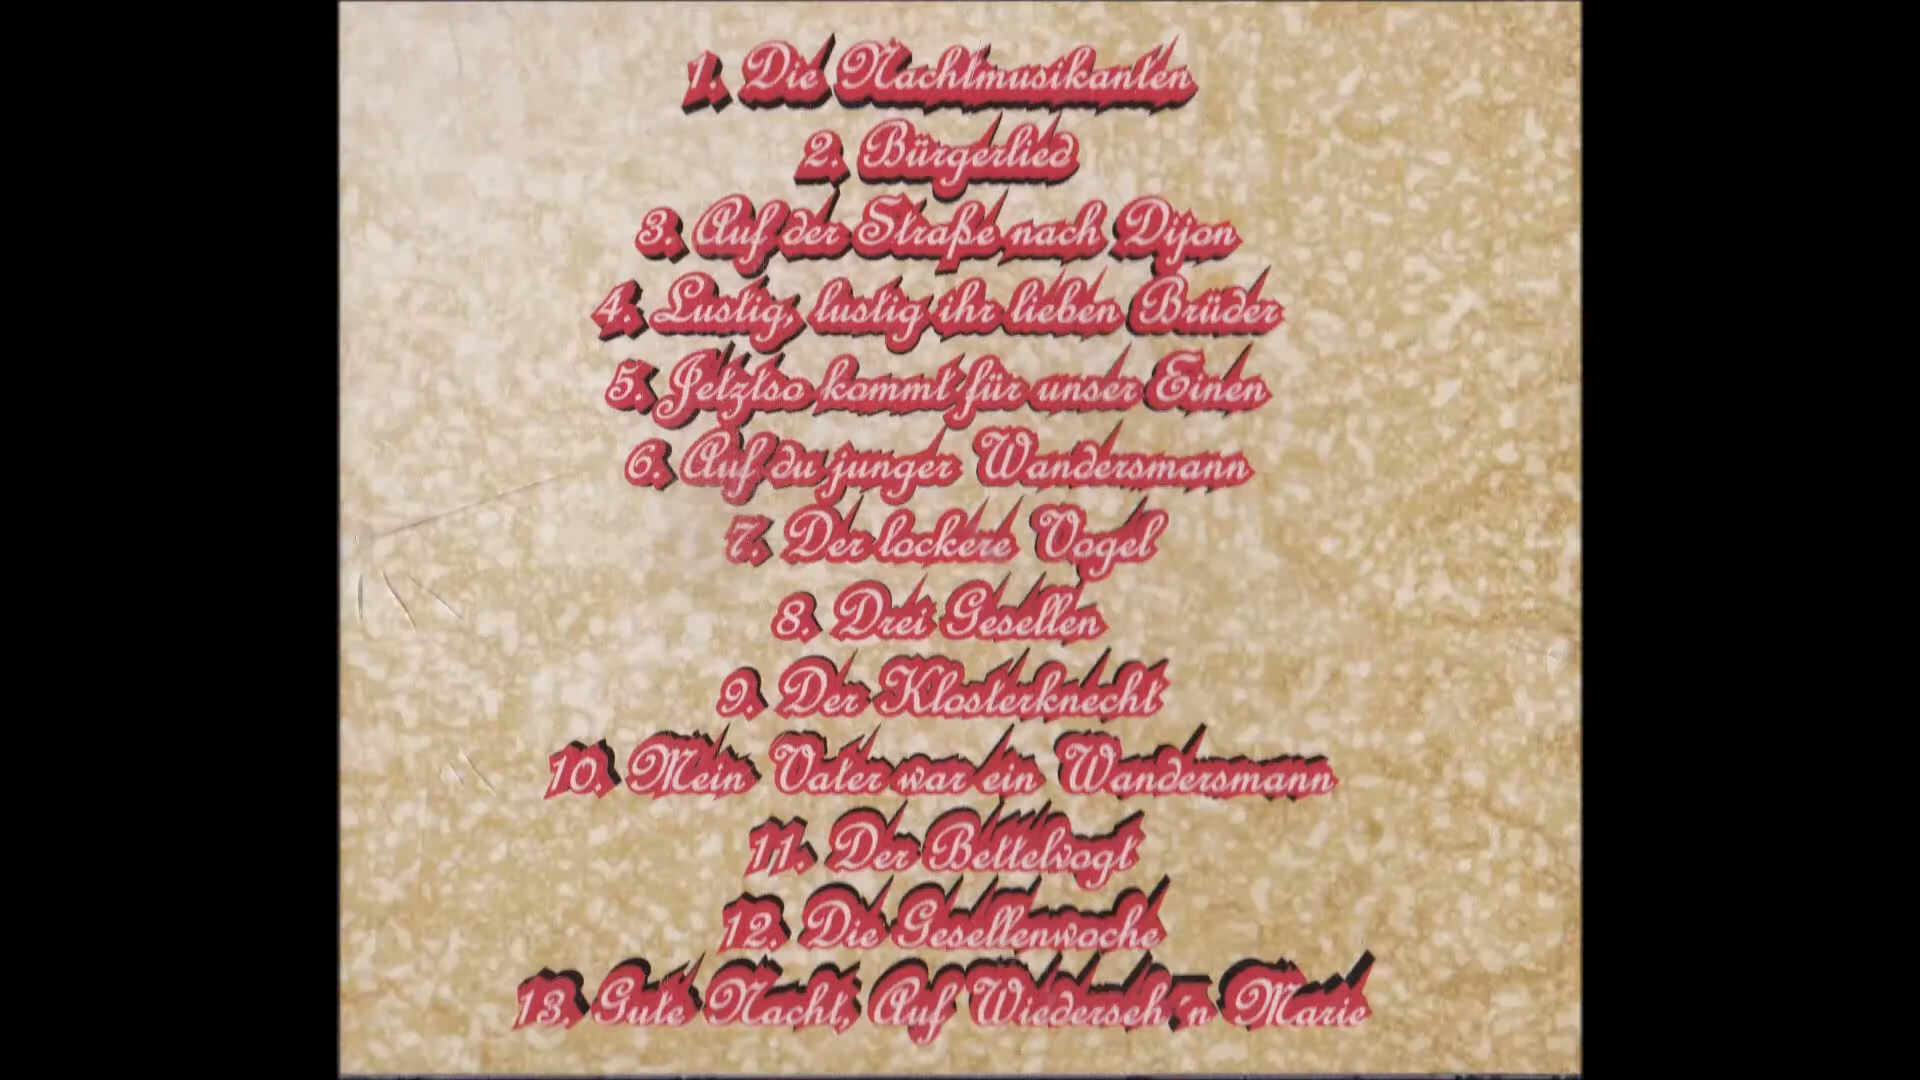 1. Die Nachtmusikanten
2. Bürgerlied
3. Auf der Straße nach Dijon
4. Lustig, lustig ihr lieben Brüder
5. Jetztso kommt für unser Einen
6. Auf du junger Wandersmann
7. Der lockere Vogel
8. Drei Gesellen
9. Der Klosterknecht
10. Mein Vater war ein Wandersmann
11. Der Bettelvogt
12. Die Gesellenwoche
13. Gute Nacht, Auf Wiederseh´n Marie